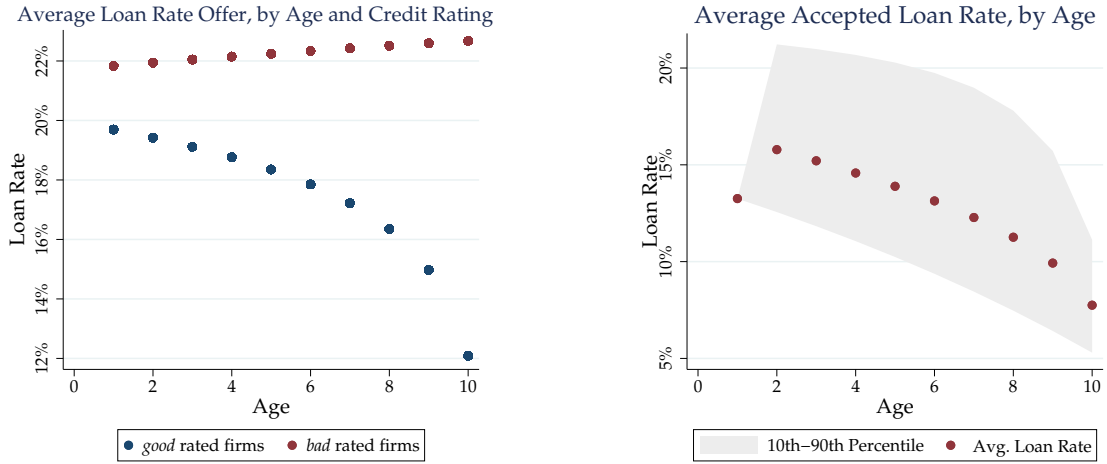 Average Loan Rate Offer, by Age and Credit Rating
Loan Rate
22%
20%
18%
16%
14%
12%
0 2 4 6 8 10
Age
good rated firms bad rated firms
Average Accepted Loan Rate, by Age
Loan Rate
20%
15%
10%
5%
0 2 4 6 8 10
Age
10th−90th Percentile Avg. Loan Rate